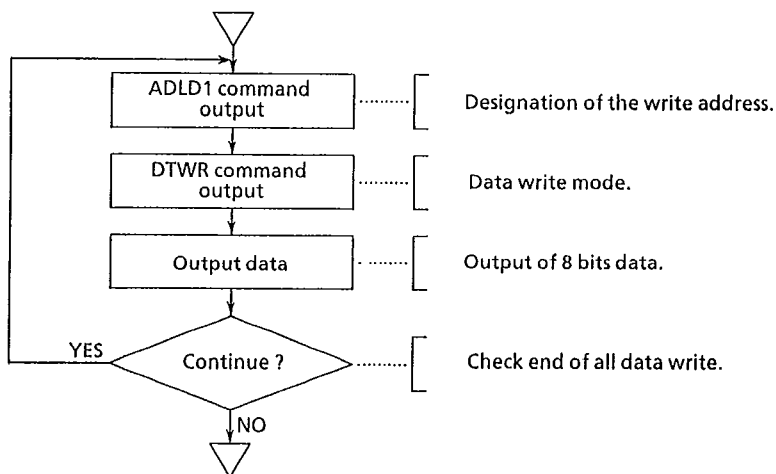 ADLD1 command
output
Designation of the write address.
DTWR command
output
Data write mode.
Output data
Output of 8 bits data.
YES
Continue ?
Check end of all data write.
NO